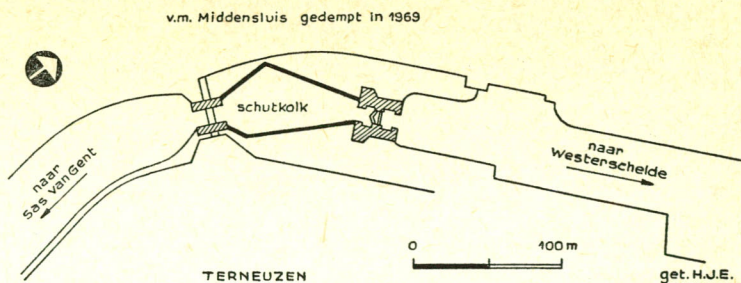 v.m. Middensluis gedempt in 1969
schutkolk
naar
Sas van Gent
naar
Westerschelde
0 100 m
TERNEUZEN
get. H.J.E.